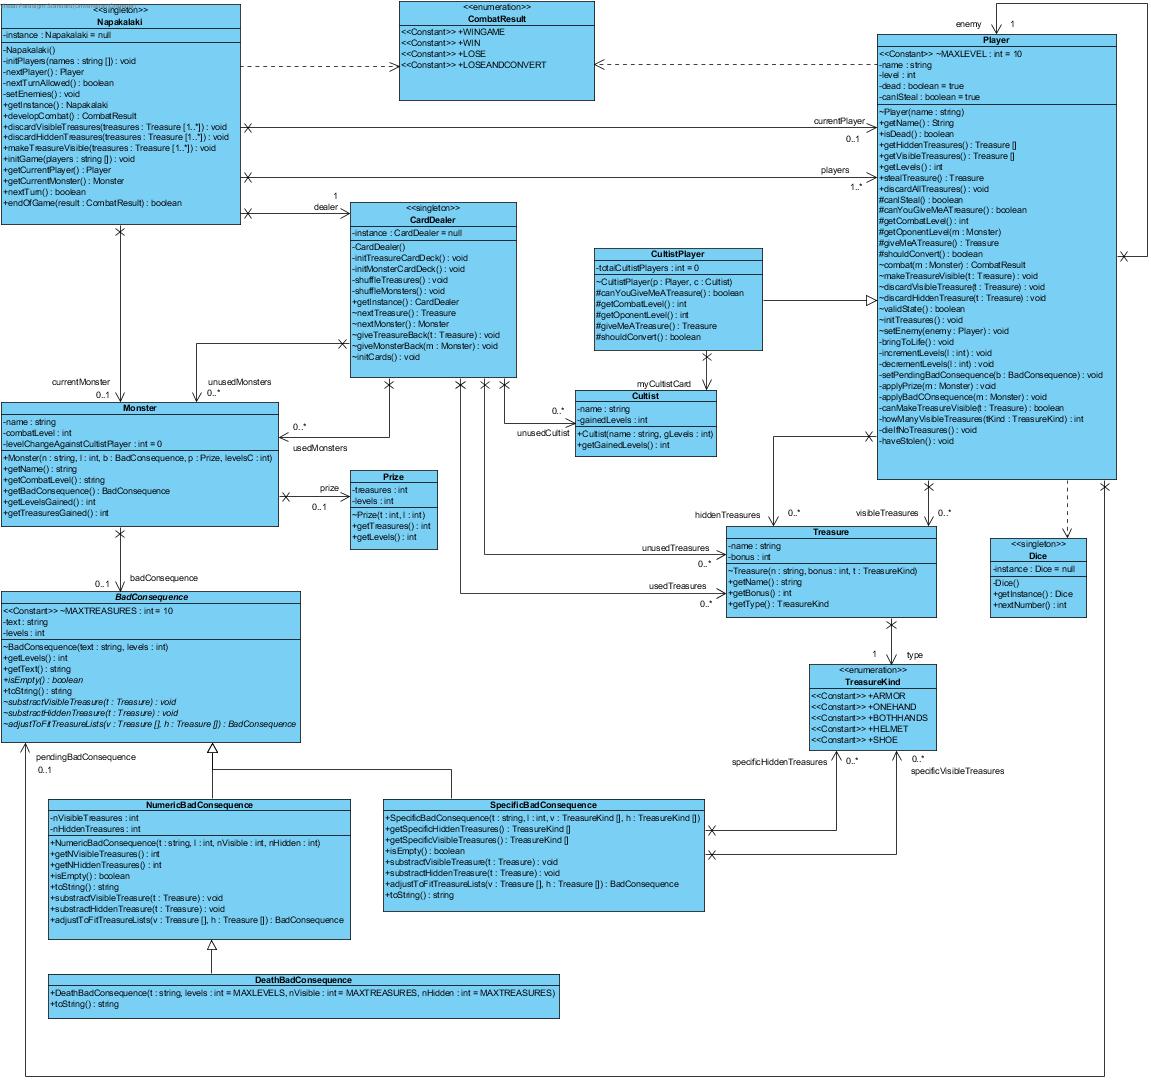 <<singleton>>
Napakalaki
-instance : Napakalaki = null
-Napakalaki()
-initPlayers(names : string []) : void
-nextPlayer() : Player
-nextTurnAllowed() : boolean
-setEnemies() : void
+getInstance() : Napakalaki
+developCombat() : CombatResult
+discardVisibleTreasures(treasures : Treasure [1..*]) : void
+discardHiddenTreasures(treasures : Treasure [1..*]) : void
+makeTreasureVisible(treasures : Treasure [1..*]) : void
+initGame(players : string []) : void
+getCurrentPlayer() : Player
+getCurrentMonster() : Monster
+nextTurn() : boolean
+endOfGame(result : CombatResult) : boolean
<<enumeration>>
CombatResult
<<Constant>> +WINGAME
<<Constant>> +WIN
<<Constant>> +LOSE
<<Constant>> +LOSEANDCONVERT
enemy
1
Player
<<Constant>> ~MAXLEVEL : int = 10
-name : string
-level : int
-dead : boolean = true
-canISteal : boolean = true
~Player(name : string)
+getName() : String
+isDead() : boolean
+getHiddenTreasures() : Treasure []
+getVisibleTreasures() : Treasure []
+getLevels() : int
+stealTreasure() : Treasure
+discardAllTreasures() : void
#canISteal() : boolean
#canYouGiveMeATreasure() : boolean
#getCombatLevel() : int
#getOponentLevel(m : Monster)
#giveMeATreasure() : Treasure
#shouldConvert() : boolean
~combat(m : Monster) : CombatResult
~makeTreasureVisible(t : Treasure) : void
~discardVisibleTreasure(t : Treasure) : void
~discardHiddenTreasure(t : Treasure) : void
~validState() : boolean
~initTreasures() : void
~setEnemy(enemy : Player) : void
-bringToLife() : void
-incrementLevels(l : int) : void
-decrementLevels(l : int) : void
-setPendingBadConsequence(b : BadConsequence) : void
-applyPrize(m : Monster) : void
-applyBadCOnsequence(m : Monster) : void
-canMakeTreasureVisible(t : Treasure) : boolean
-howManyVisibleTreasures(tKind : TreasureKind) : int
-dieIfNoTreasures() : void
-haveStolen() : void
currentPlayer
0..1
players
1..*
1
dealer
<<singleton>>
CardDealer
-instance : CardDealer = null
-CardDealer()
-initTreasureCardDeck() : void
-initMonsterCardDeck() : void
-shuffleTreasures() : void
-shuffleMonsters() : void
+getInstance() : CardDealer
~nextTreasure() : Treasure
~nextMonster() : Monster
~giveTreasureBack(t : Treasure) : void
~giveMonsterBack(m : Monster) : void
~initCards() : void
CultistPlayer
-totalCultistPlayers : int = 0
~CultistPlayer(p : Player, c : Cultist)
#canYouGiveMeATreasure() : boolean
#getCombatLevel() : int
#getOponentLevel() : int
#giveMeATreasure() : Treasure
#shouldConvert() : boolean
currentMonster
0..1
unusedMonsters
0..*
myCultistCard
Cultist
-name : string
-gainedLevels : int
+Cultist(name : string, gLevels : int)
+getGainedLevels() : int
0..*
unusedCultist
0..*
usedMonsters
Monster
-name : string
-combatLevel : int
-levelChangeAgainstCultistPlayer : int = 0
+Monster(n : string, l : int, b : BadConsequence, p : Prize, levelsC : int)
+getName() : string
+getCombatLevel() : string
+getBadConsequence() : BadConsequence
+getLevelsGained() : int
+getTreasuresGained() : int
prize
0..1
Prize
-treasures : int
-levels : int
~Prize(t : int, l : int)
+getTreasures() : int
+getLevels() : int
hiddenTreasures
0..*
visibleTreasures
0..*
Treasure
-name : string
-bonus : int
~Treasure(n : string, bonus : int, t : TreasureKind)
+getName() : string
+getBonus() : int
+getType() : TreasureKind
unusedTreasures
0..*
usedTreasures
0..*
<<singleton>>
Dice
-instance : Dice = null
-Dice()
+getInstance() : Dice
+nextNumber() : int
0..1
badConsequence
BadConsequence
<<Constant>> ~MAXTREASURES : int = 10
-text : string
-levels : int
~BadConsequence(text : string, levels : int)
+getLevels() : int
+getText() : string
+isEmpty() : boolean
+toString() : string
~substractVisibleTreasure(t : Treasure) : void
~substractHiddenTreasure(t : Treasure) : void
~adjustToFitTreasureLists(v : Treasure [], h : Treasure []) : BadConsequence
1
type
<<enumeration>>
TreasureKind
<<Constant>> +ARMOR
<<Constant>> +ONEHAND
<<Constant>> +BOTHHANDS
<<Constant>> +HELMET
<<Constant>> +SHOE
pendingBadConsequence
0..1
specificHiddenTreasures
0..*
0..*
specificVisibleTreasures
NumericBadConsequence
-nVisibleTreasures : int
-nHiddenTreasures : int
+NumericBadConsequence(t : string, l : int, nVisible : int, nHidden : int)
+getNVisibleTreasures() : int
+getNHiddenTreasures() : int
+isEmpty() : boolean
+toString() : string
+substractVisibleTreasure(t : Treasure) : void
+substractHiddenTreasure(t : Treasure) : void
+adjustToFitTreasureLists(v : Treasure [], h : Treasure []) : BadConsequence
SpecificBadConsequence
+SpecificBadConsequence(t : string, l : int, v : TreasureKind [], h : TreasureKind [])
+getSpecificHiddenTreasures() : TreasureKind []
+getSpecificVisibleTreasures() : TreasureKind []
+isEmpty() : boolean
+substractVisibleTreasure(t : Treasure) : void
+substractHiddenTreasure(t : Treasure) : void
+adjustToFitTreasureLists(v : Treasure [], h : Treasure []) : BadConsequence
+toString() : string
DeathBadConsequence
+DeathBadConsequence(t : string, levels : int = MAXLEVELS, nVisible : int = MAXTREASURES, nHidden : int = MAXTREASURES)
+toString() : string